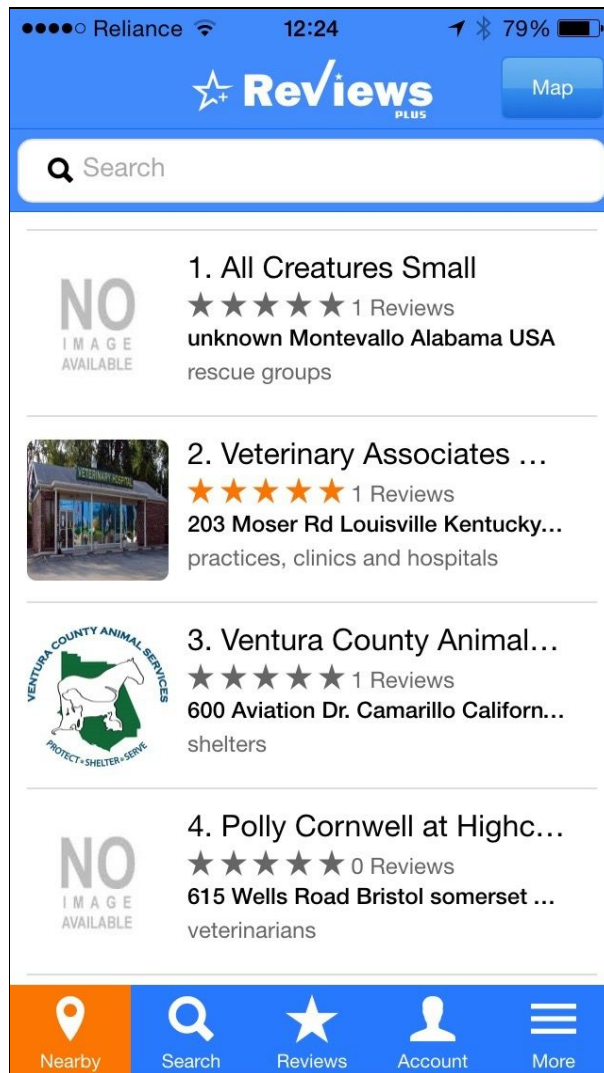 Reliance 12:24 79%
Reviews PLUS
Map
Search
1. All Creatures Small
1 Reviews
unknown Montevallo Alabama USA
rescue groups
NO
IMAGE
AVAILABLE
2. Veterinary Associates ...
1 Reviews
203 Moser Rd Louisville Kentucky...
practices, clinics and hospitals
VETERINARY HOSPITAL
3. Ventura County Animal...
1 Reviews
600 Aviation Dr. Camarillo Californ...
shelters
VENTURA COUNTY ANIMAL SERVICES
PROTECT • SHELTER • SERVE
4. Polly Cornwell at Highc...
0 Reviews
615 Wells Road Bristol somerset ...
veterinarians
NO
IMAGE
AVAILABLE
Nearby Search Reviews Account More